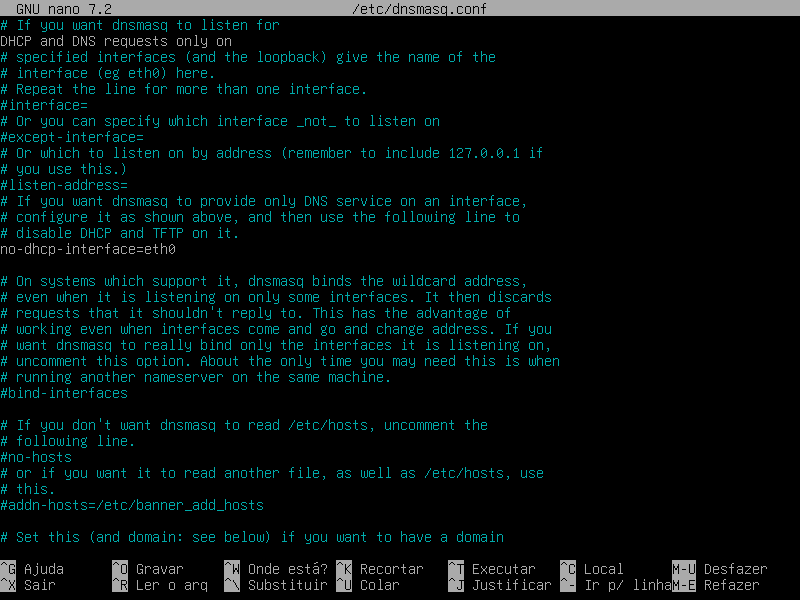 GNU nano 7.2 /etc/dnsmasq.conf
# If you want dnsmasq to listen for
DHCP and DNS requests only on
# specified interfaces (and the loopback) give the name of the
# interface (eg eth0) here.
# Repeat the line for more than one interface.
#interface=
# Or you can specify which interface _not_ to listen on
#except-interface=
# Or which to listen on by address (remember to include 127.0.0.1 if
# you use this.)
#listen-address=
# If you want dnsmasq to provide only DNS service on an interface,
# configure it as shown above, and then use the following line to
# disable DHCP and TFTP on it.
no-dhcp-interface=eth0
# On systems which support it, dnsmasq binds the wildcard address,
# even when it is listening on only some interfaces. It then discards
# requests that it shouldn't reply to. This has the advantage of
# working even when interfaces come and go and change address. If you
# want dnsmasq to really bind only the interfaces it is listening on,
# uncomment this option. About the only time you may need this is when
# running another nameserver on the same machine.
#bind-interfaces
# If you don't want dnsmasq to read /etc/hosts, uncomment the
# following line.
#no-hosts
# or if you want it to read another file, as well as /etc/hosts, use
# this.
#addn-hosts=/etc/banner_add_hosts
# Set this (and domain: see below) if you want to have a domain
^G Ajuda ^O Gravar ^W Onde está? ^K Recortar ^T Executar ^C Local M-U Desfazer
^X Sair ^R Ler o arq ^\ Substituir ^U Colar ^J Justificar ^- Ir p/ linha M-E Refazer